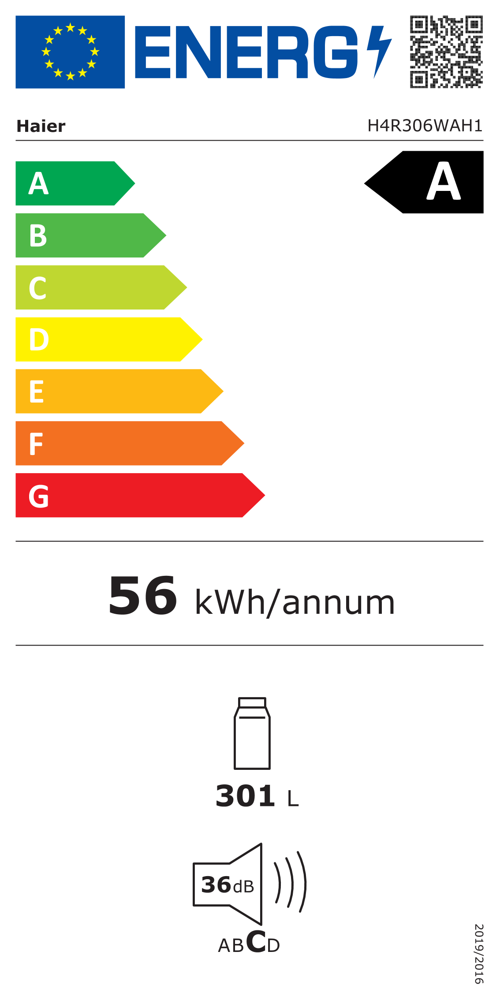 ENERG
Haier
H4R306WAH1
A
A
B
C
D
E
F
G
56 kWh/annum
301 L
36dB
ABCD
2019/2016